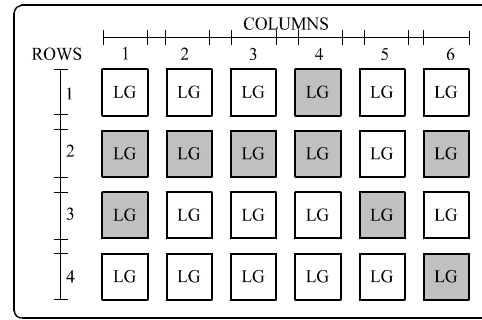 COLUMNS
ROWS 1 2 3 4 5 6
1 LG LG LG LG LG LG
2 LG LG LG LG LG LG
3 LG LG LG LG LG LG
4 LG LG LG LG LG LG